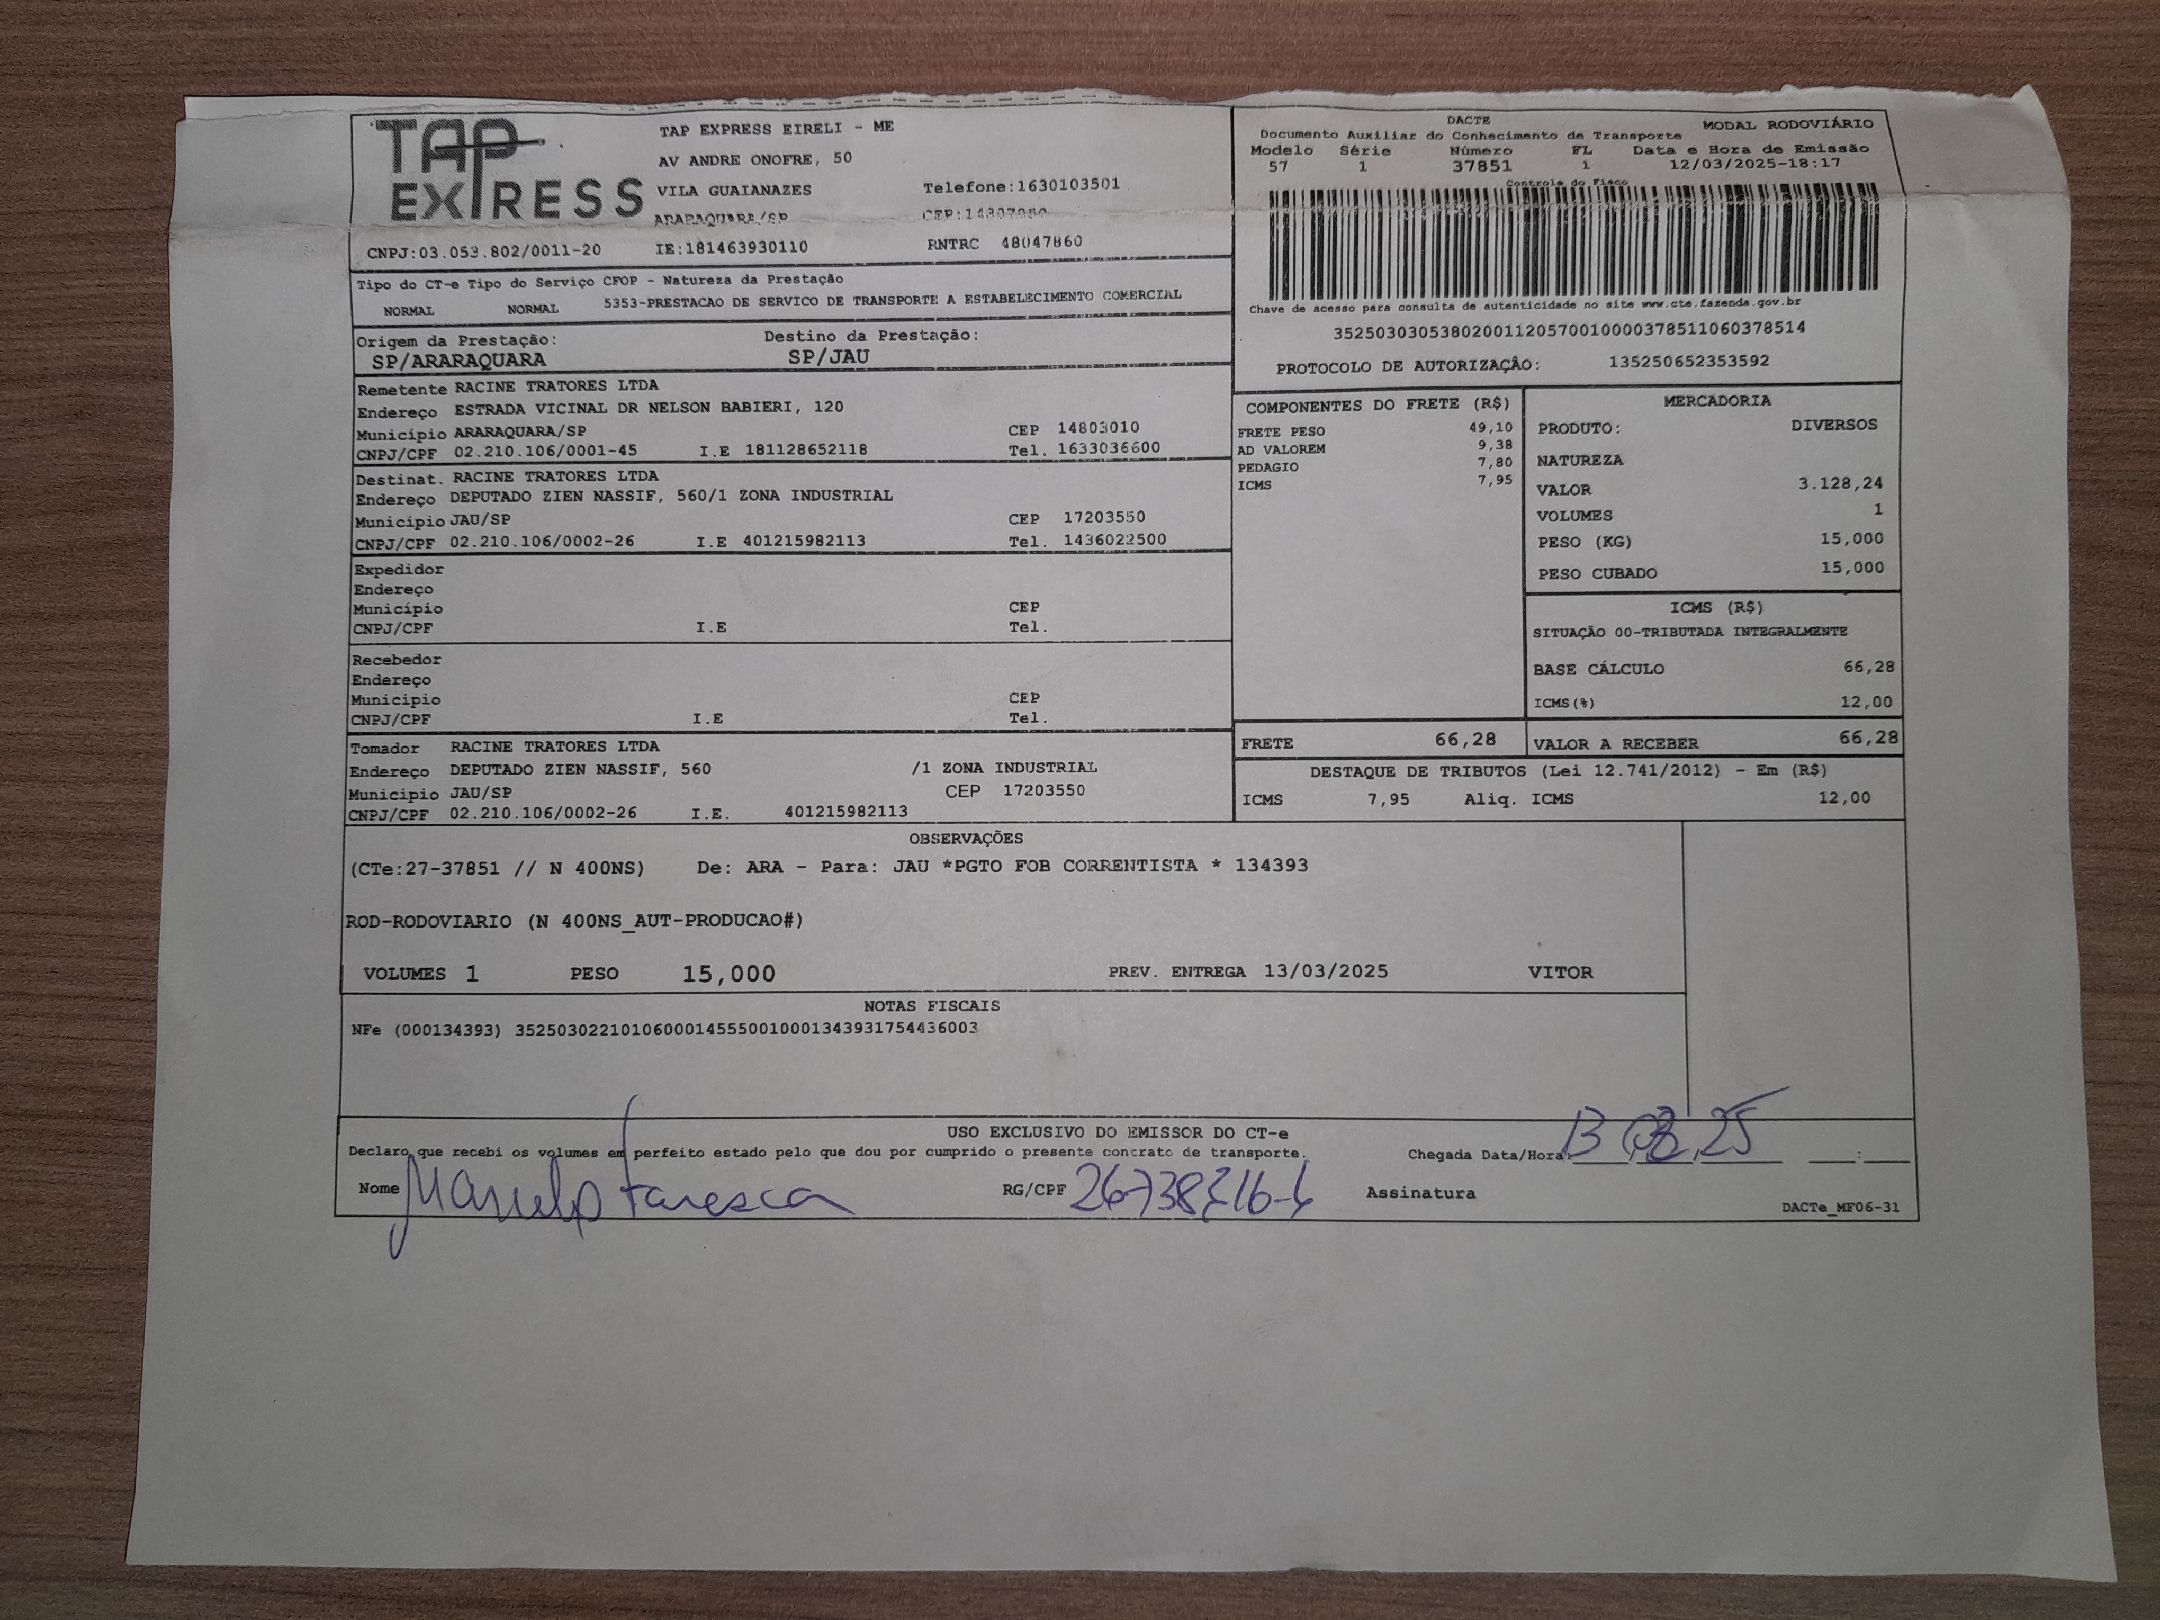 TAP EXPRESS
TAP EXPRESS EIRELI - ME
AV ANDRE ONOFRE, 50
VILA GUAIANAZES Telefone:1630103501
ARARAQUARA/SP
CNPJ:03.053.802/0011-20 IE:181463930110 RNTRC 48047860
DACTE MODAL RODOVIÁRIO
Documento Auxiliar do Conhecimento de Transporte
Modelo Série Número FL Data e Hora de Emissão
57 1 37851 1 12/03/2025-18:17
Controle do Fisco
Chave de acesso para consulta de autenticidade no site www.cte.fazenda.gov.br
35250303053802001120570010000378511060378514
PROTOCOLO DE AUTORIZAÇÃO: 135250652353592
Tipo do CT-e Tipo do Serviço CFOP - Natureza da Prestação
NORMAL NORMAL 5353-PRESTACAO DE SERVICO DE TRANSPORTE A ESTABELECIMENTO COMERCIAL
Origem da Prestação: Destino da Prestação:
SP/ARARAQUARA SP/JAU
Remetente RACINE TRATORES LTDA
Endereço ESTRADA VICINAL DR NELSON BABIERI, 120
Município ARARAQUARA/SP CEP 14803010
CNPJ/CPF 02.210.106/0001-45 I.E 181128652118 Tel. 1633036600
Destinat. RACINE TRATORES LTDA
Endereço DEPUTADO ZIEN NASSIF, 560/1 ZONA INDUSTRIAL
Município JAU/SP CEP 17203550
CNPJ/CPF 02.210.106/0002-26 I.E 401215982113 Tel. 1436022500
Expedidor
Endereço
Município CEP
CNPJ/CPF I.E Tel.
Recebedor
Endereço
Município CEP
CNPJ/CPF I.E Tel.
Tomador RACINE TRATORES LTDA
Endereço DEPUTADO ZIEN NASSIF, 560 /1 ZONA INDUSTRIAL
Município JAU/SP CEP 17203550
CNPJ/CPF 02.210.106/0002-26 I.E. 401215982113
COMPONENTES DO FRETE (R$)
FRETE PESO 49,10
AD VALOREM 9,38
PEDAGIO 7,80
ICMS 7,95
MERCADORIA
PRODUTO: DIVERSOS
NATUREZA
VALOR 3.128,24
VOLUMES 1
PESO (KG) 15,000
PESO CUBADO 15,000
ICMS (R$)
SITUAÇÃO 00-TRIBUTADA INTEGRALMENTE
BASE CÁLCULO 66,28
ICMS(%) 12,00
FRETE 66,28 VALOR A RECEBER 66,28
DESTAQUE DE TRIBUTOS (Lei 12.741/2012) - Em (R$)
ICMS 7,95 Aliq. ICMS 12,00
OBSERVAÇÕES
(CTe:27-37851 // N 400NS) De: ARA - Para: JAU *PGTO FOB CORRENTISTA * 134393
ROD-RODOVIARIO (N 400NS_AUT-PRODUCAO#)
VOLUMES 1 PESO 15,000 PREV. ENTREGA 13/03/2025 VITOR
NOTAS FISCAIS
NFe (000134393) 35250302210106000145550010001343931754436003
USO EXCLUSIVO DO EMISSOR DO CT-e
Declaro que recebi os volumes em perfeito estado pelo que dou por cumprido o presente contrato de transporte.
Chegada Data/Hora: 13 03 25
Nome RG/CPF Assinatura
DACTe_MF06-31